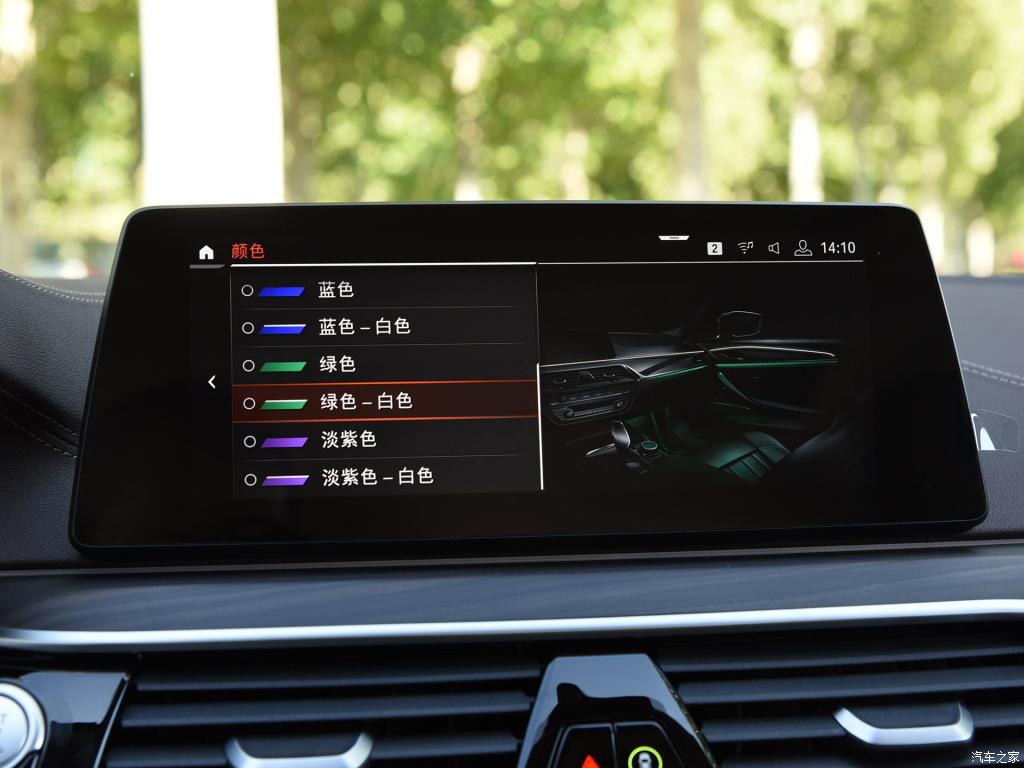 颜色
2
14:10
蓝色
蓝色 – 白色
绿色
绿色 – 白色
淡紫色
淡紫色 – 白色
汽车之家